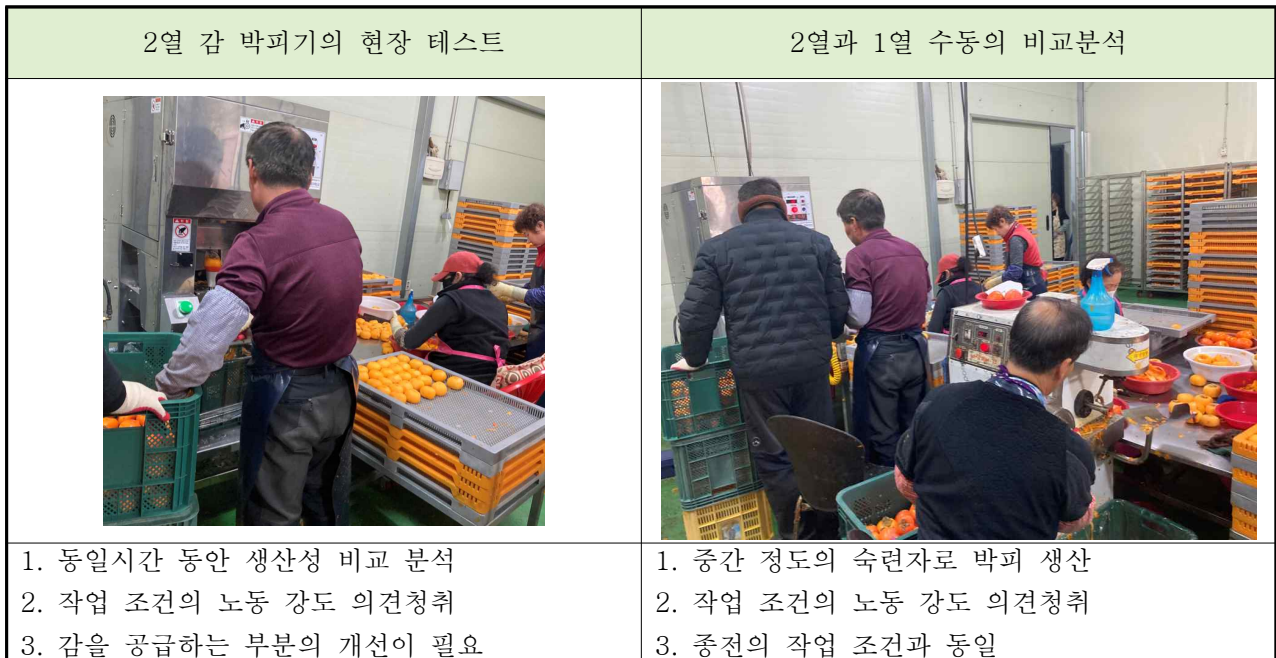 2열 감 박피기의 현장 테스트
2열과 1열 수동의 비교분석
1. 동일시간 동안 생산성 비교 분석
2. 작업 조건의 노동 강도 의견청취
3. 감을 공급하는 부분의 개선이 필요
1. 중간 정도의 숙련자로 박피 생산
2. 작업 조건의 노동 강도 의견청취
3. 종전의 작업 조건과 동일